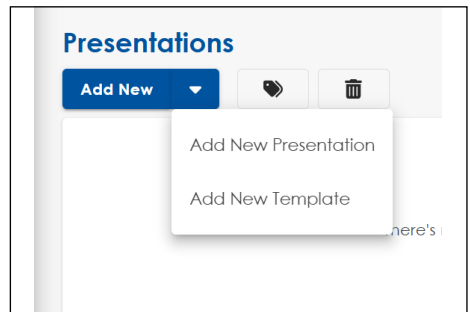 Presentations
Add New
Add New Presentation
Add New Template
here's